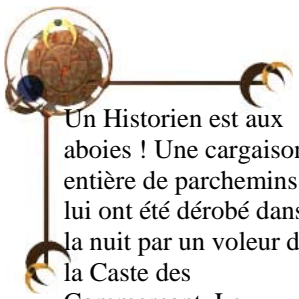 Un Historien est aux
aboies ! Une cargaison
entière de parchemins
lui ont été dérobé dans
la nuit par un voleur d
la Caste des